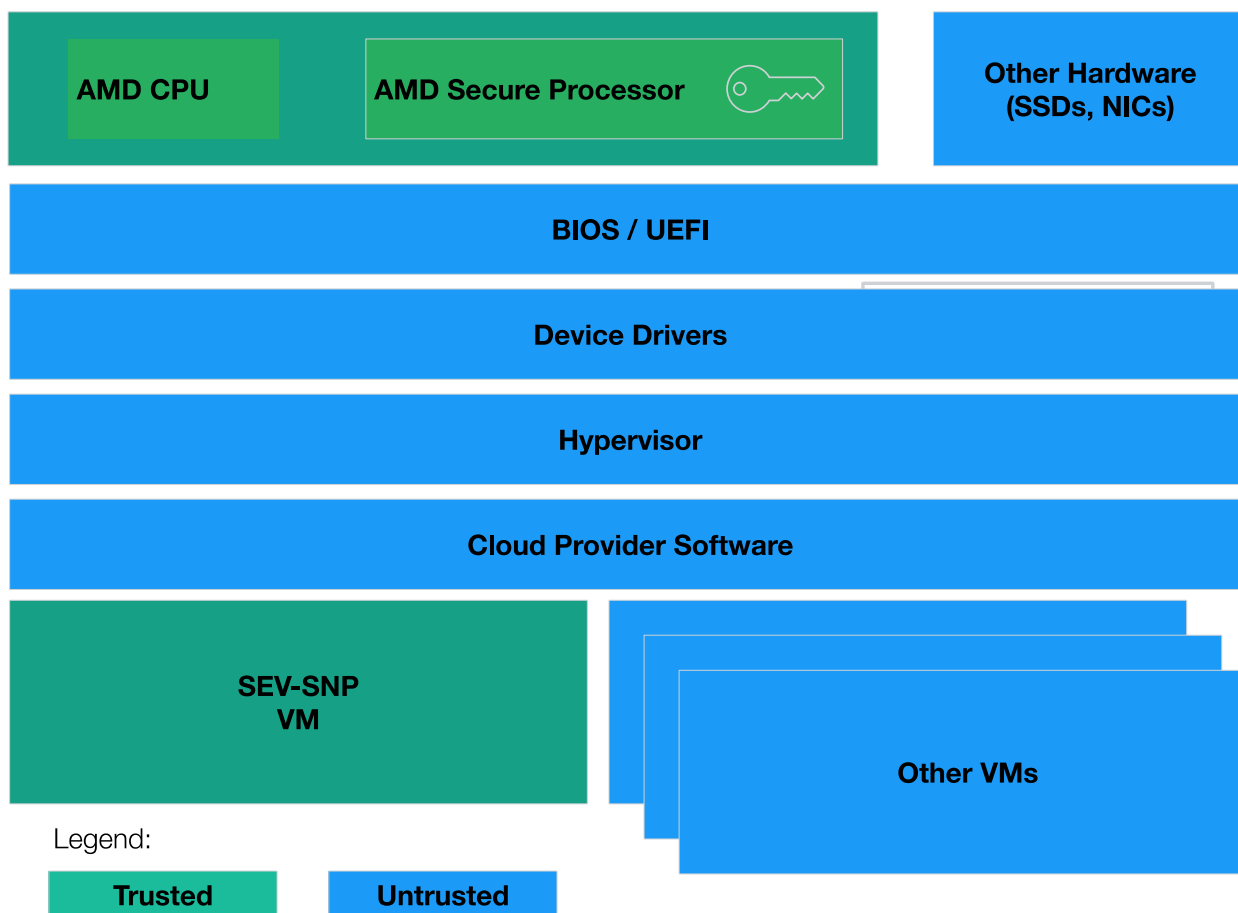 AMD CPU
AMD Secure Processor
Other Hardware
(SSDs, NICs)
BIOS / UEFI
Device Drivers
Hypervisor
Cloud Provider Software
SEV-SNP
VM
Other VMs
Legend:
Trusted
Untrusted